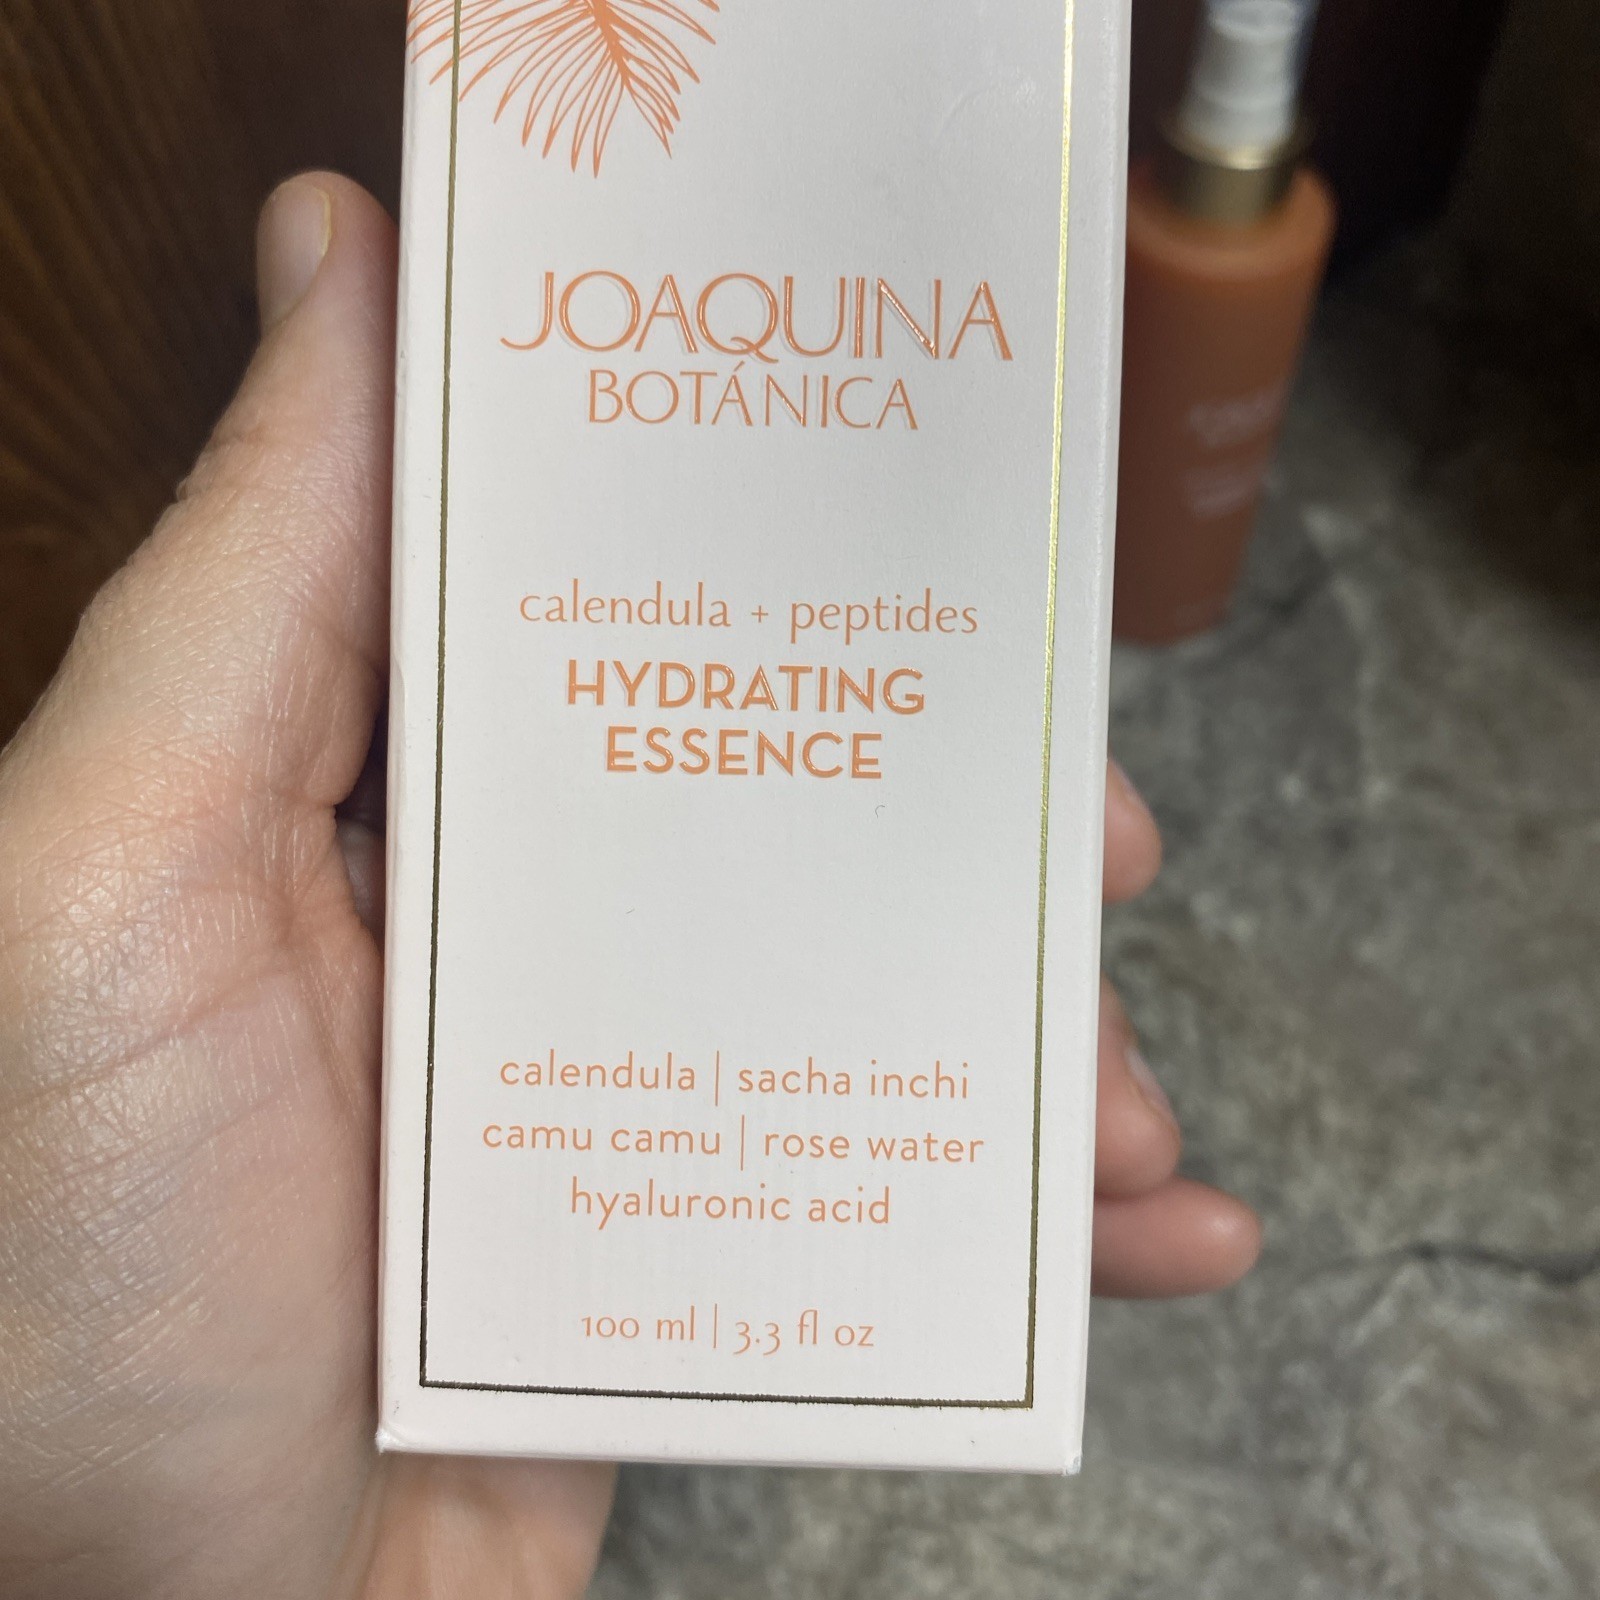 JOAQUINA
BOTÁNICA
calendula + peptides
HYDRATING
ESSENCE
calendula | sacha inchi
camu camu | rose water
hyaluronic acid
100 ml | 3.3 fl oz